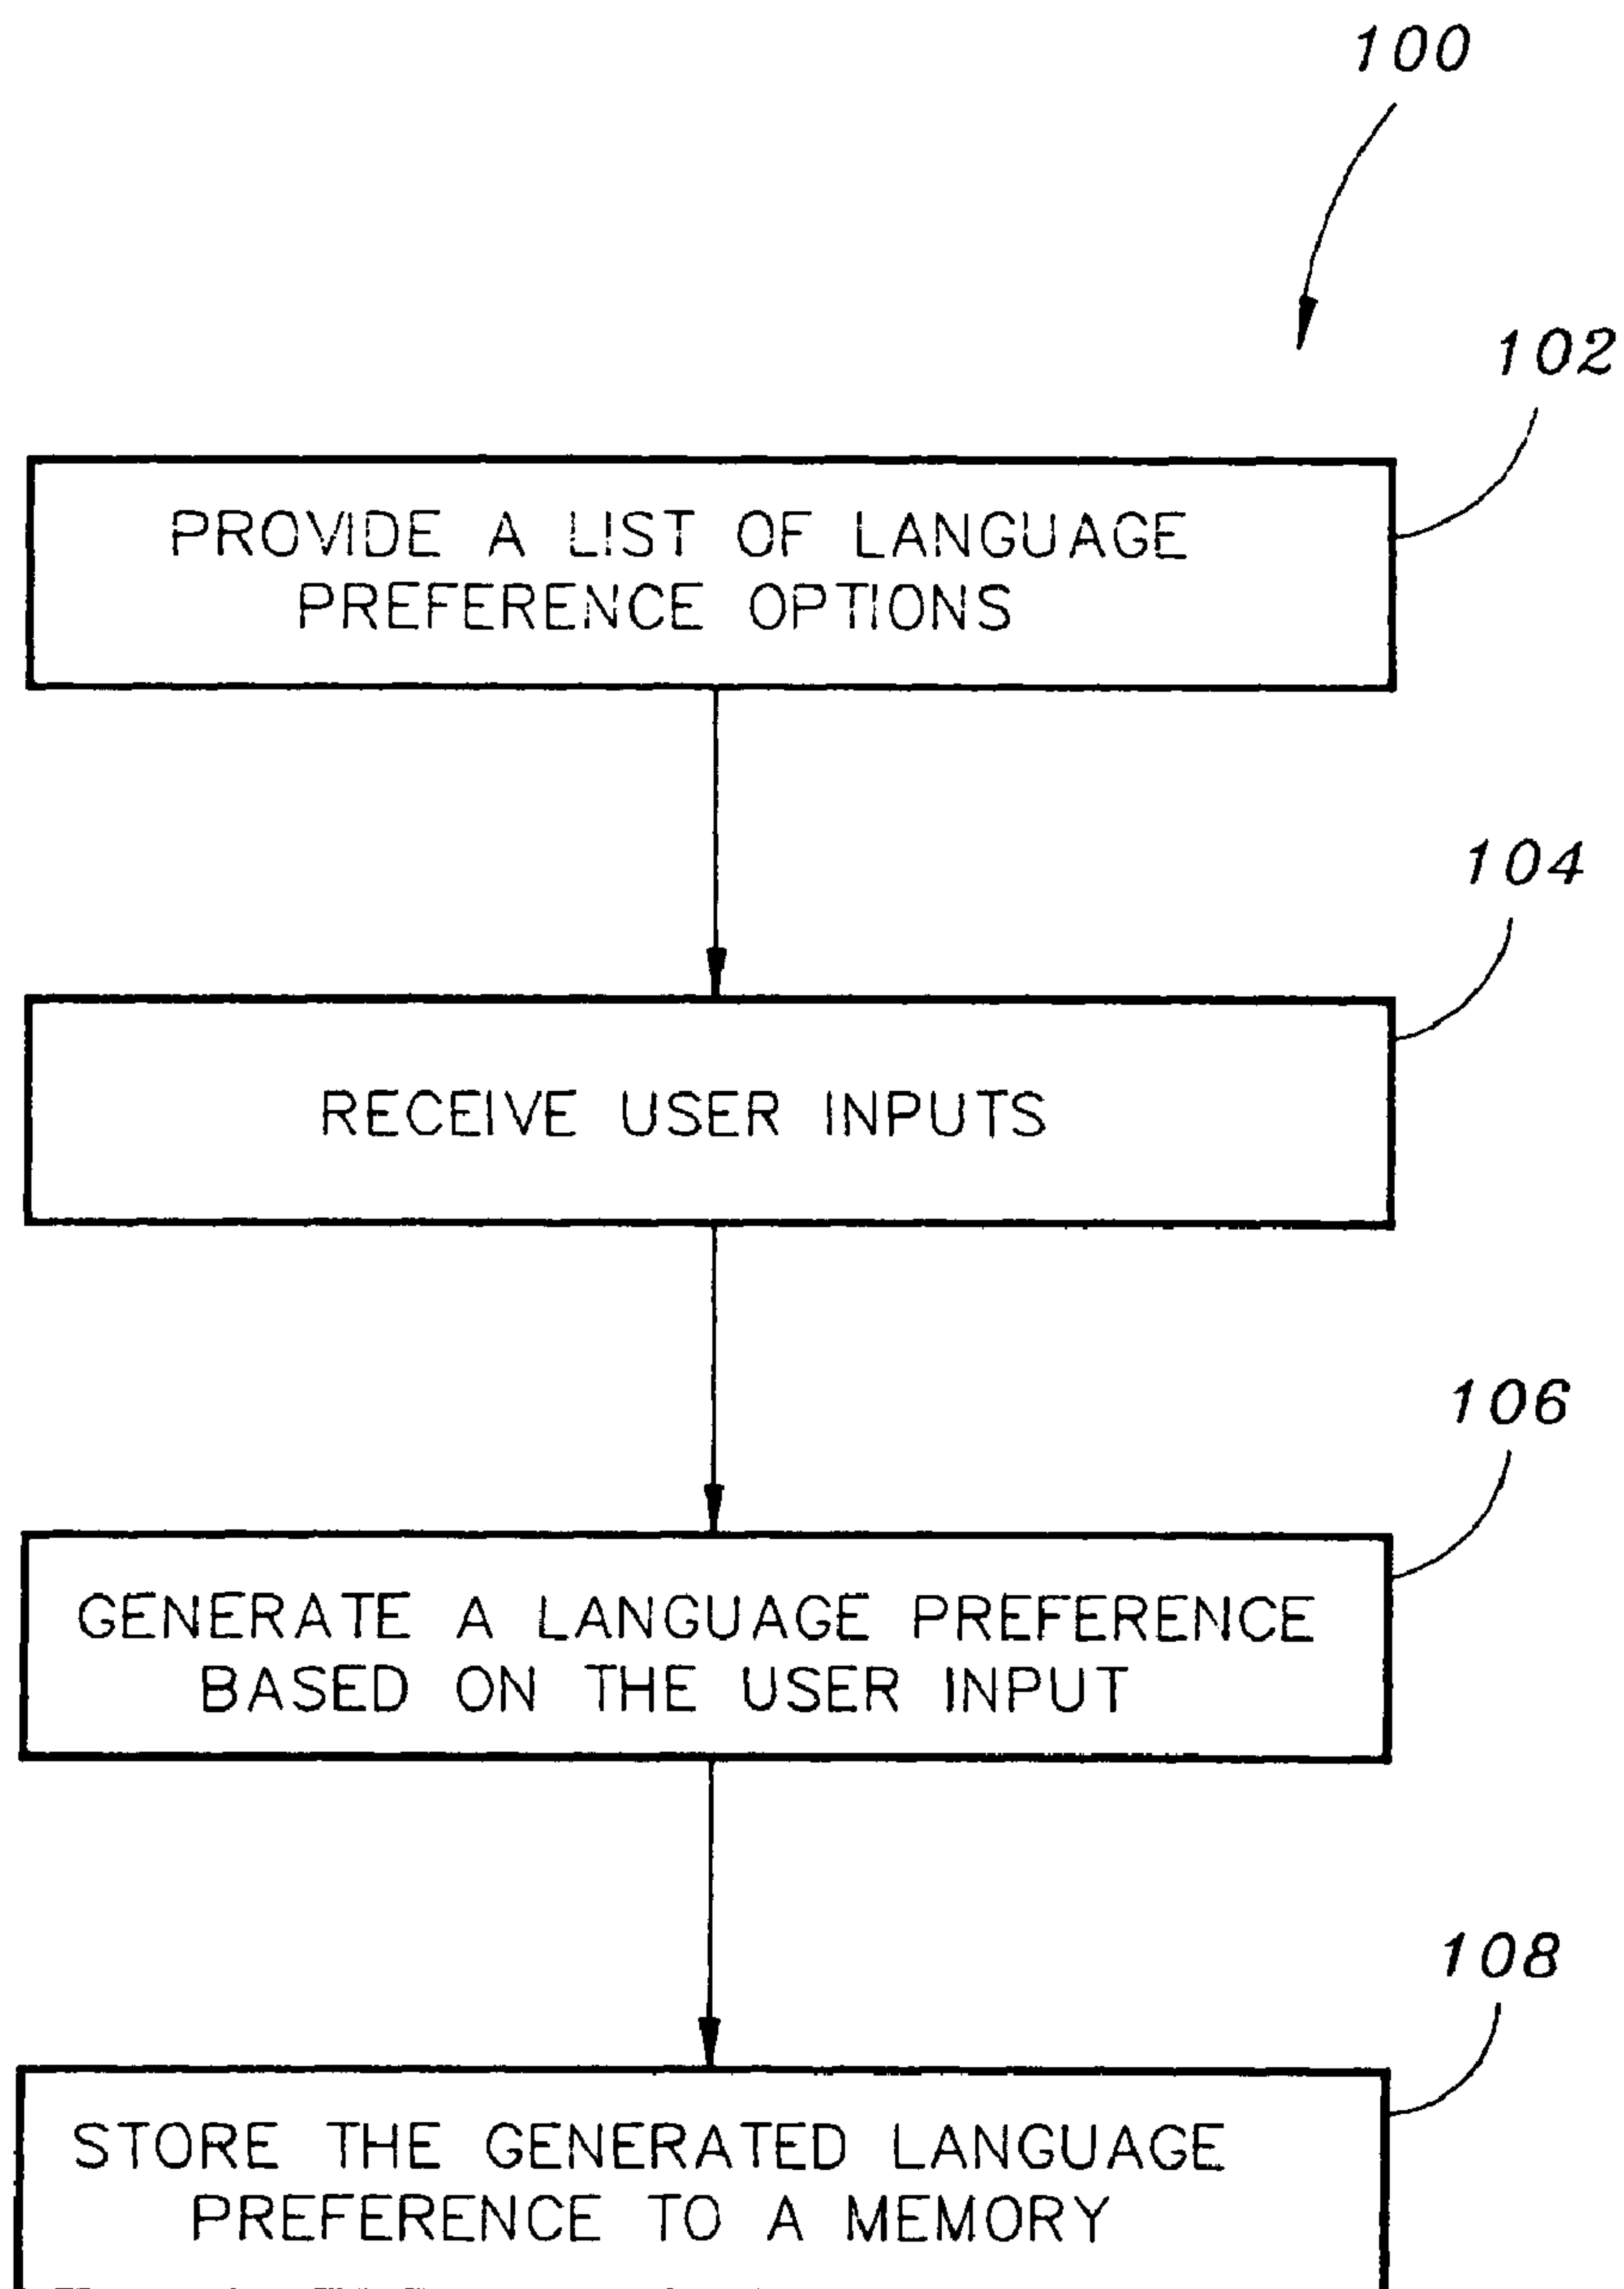 100
102
PROVIDE A LIST OF LANGUAGE
PREFERENCE OPTIONS
104
RECEIVE USER INPUTS
106
GENERATE A LANGUAGE PREFERENCE
BASED ON THE USER INPUT
108
STORE THE GENERATED LANGUAGE
PREFERENCE TO A MEMORY